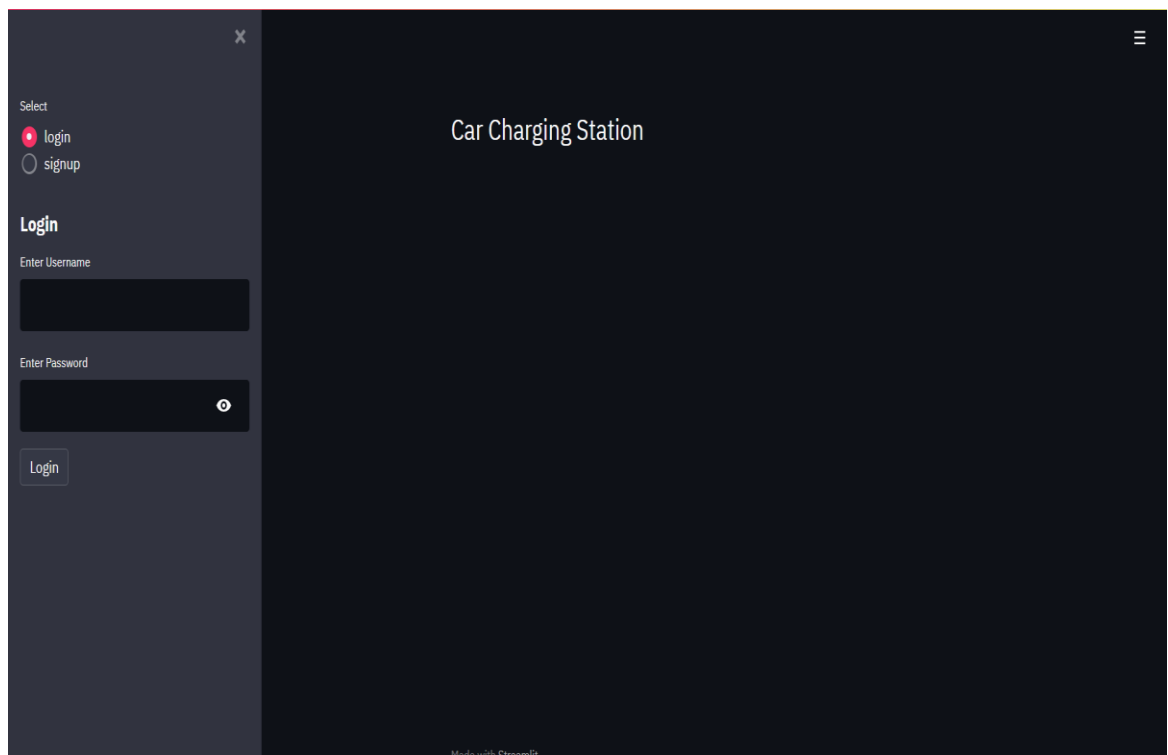 Select
login
signup
Login
Enter Username
Enter Password
Login
Car Charging Station
Made with Streamlit